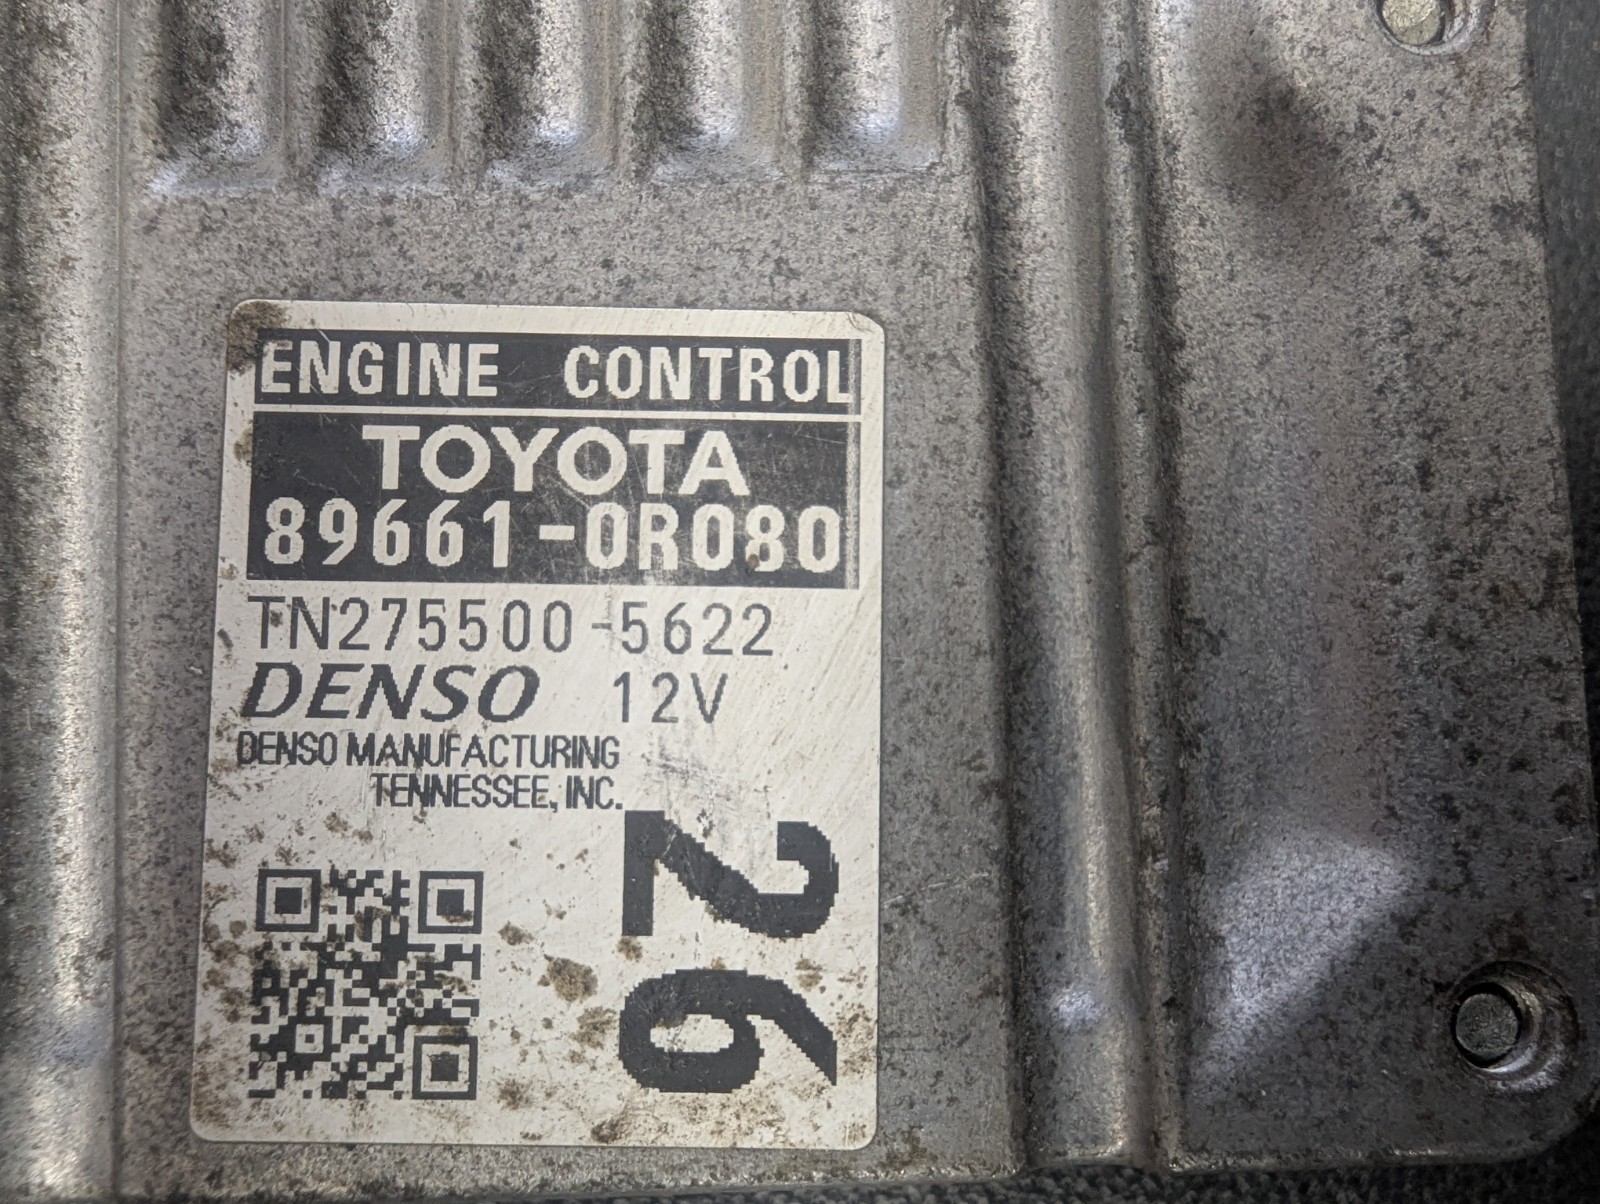 ENGINE CONTROL
TOYOTA
89661-0R080
TN275500-5622
DENSO 12V
DENSO MANUFACTURING
TENNESSEE, INC.
26